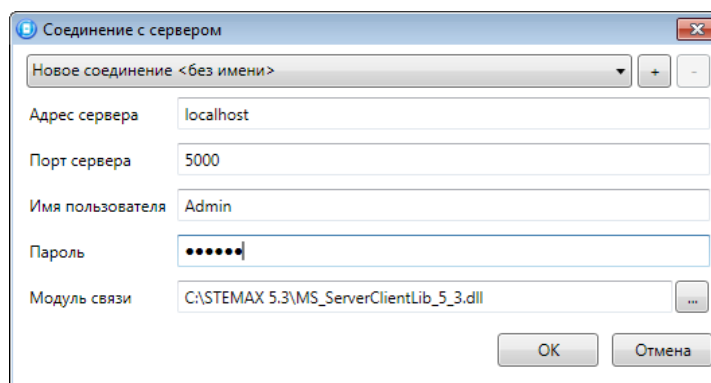 Соединение с сервером
Новое соединение <без имени>
+ -
Адрес сервера localhost
Порт сервера 5000
Имя пользователя Admin
Пароль ●●●●●●
Модуль связи C:\STEMAX 5.3\MS_ServerClientLib_5_3.dll ...
OK Отмена